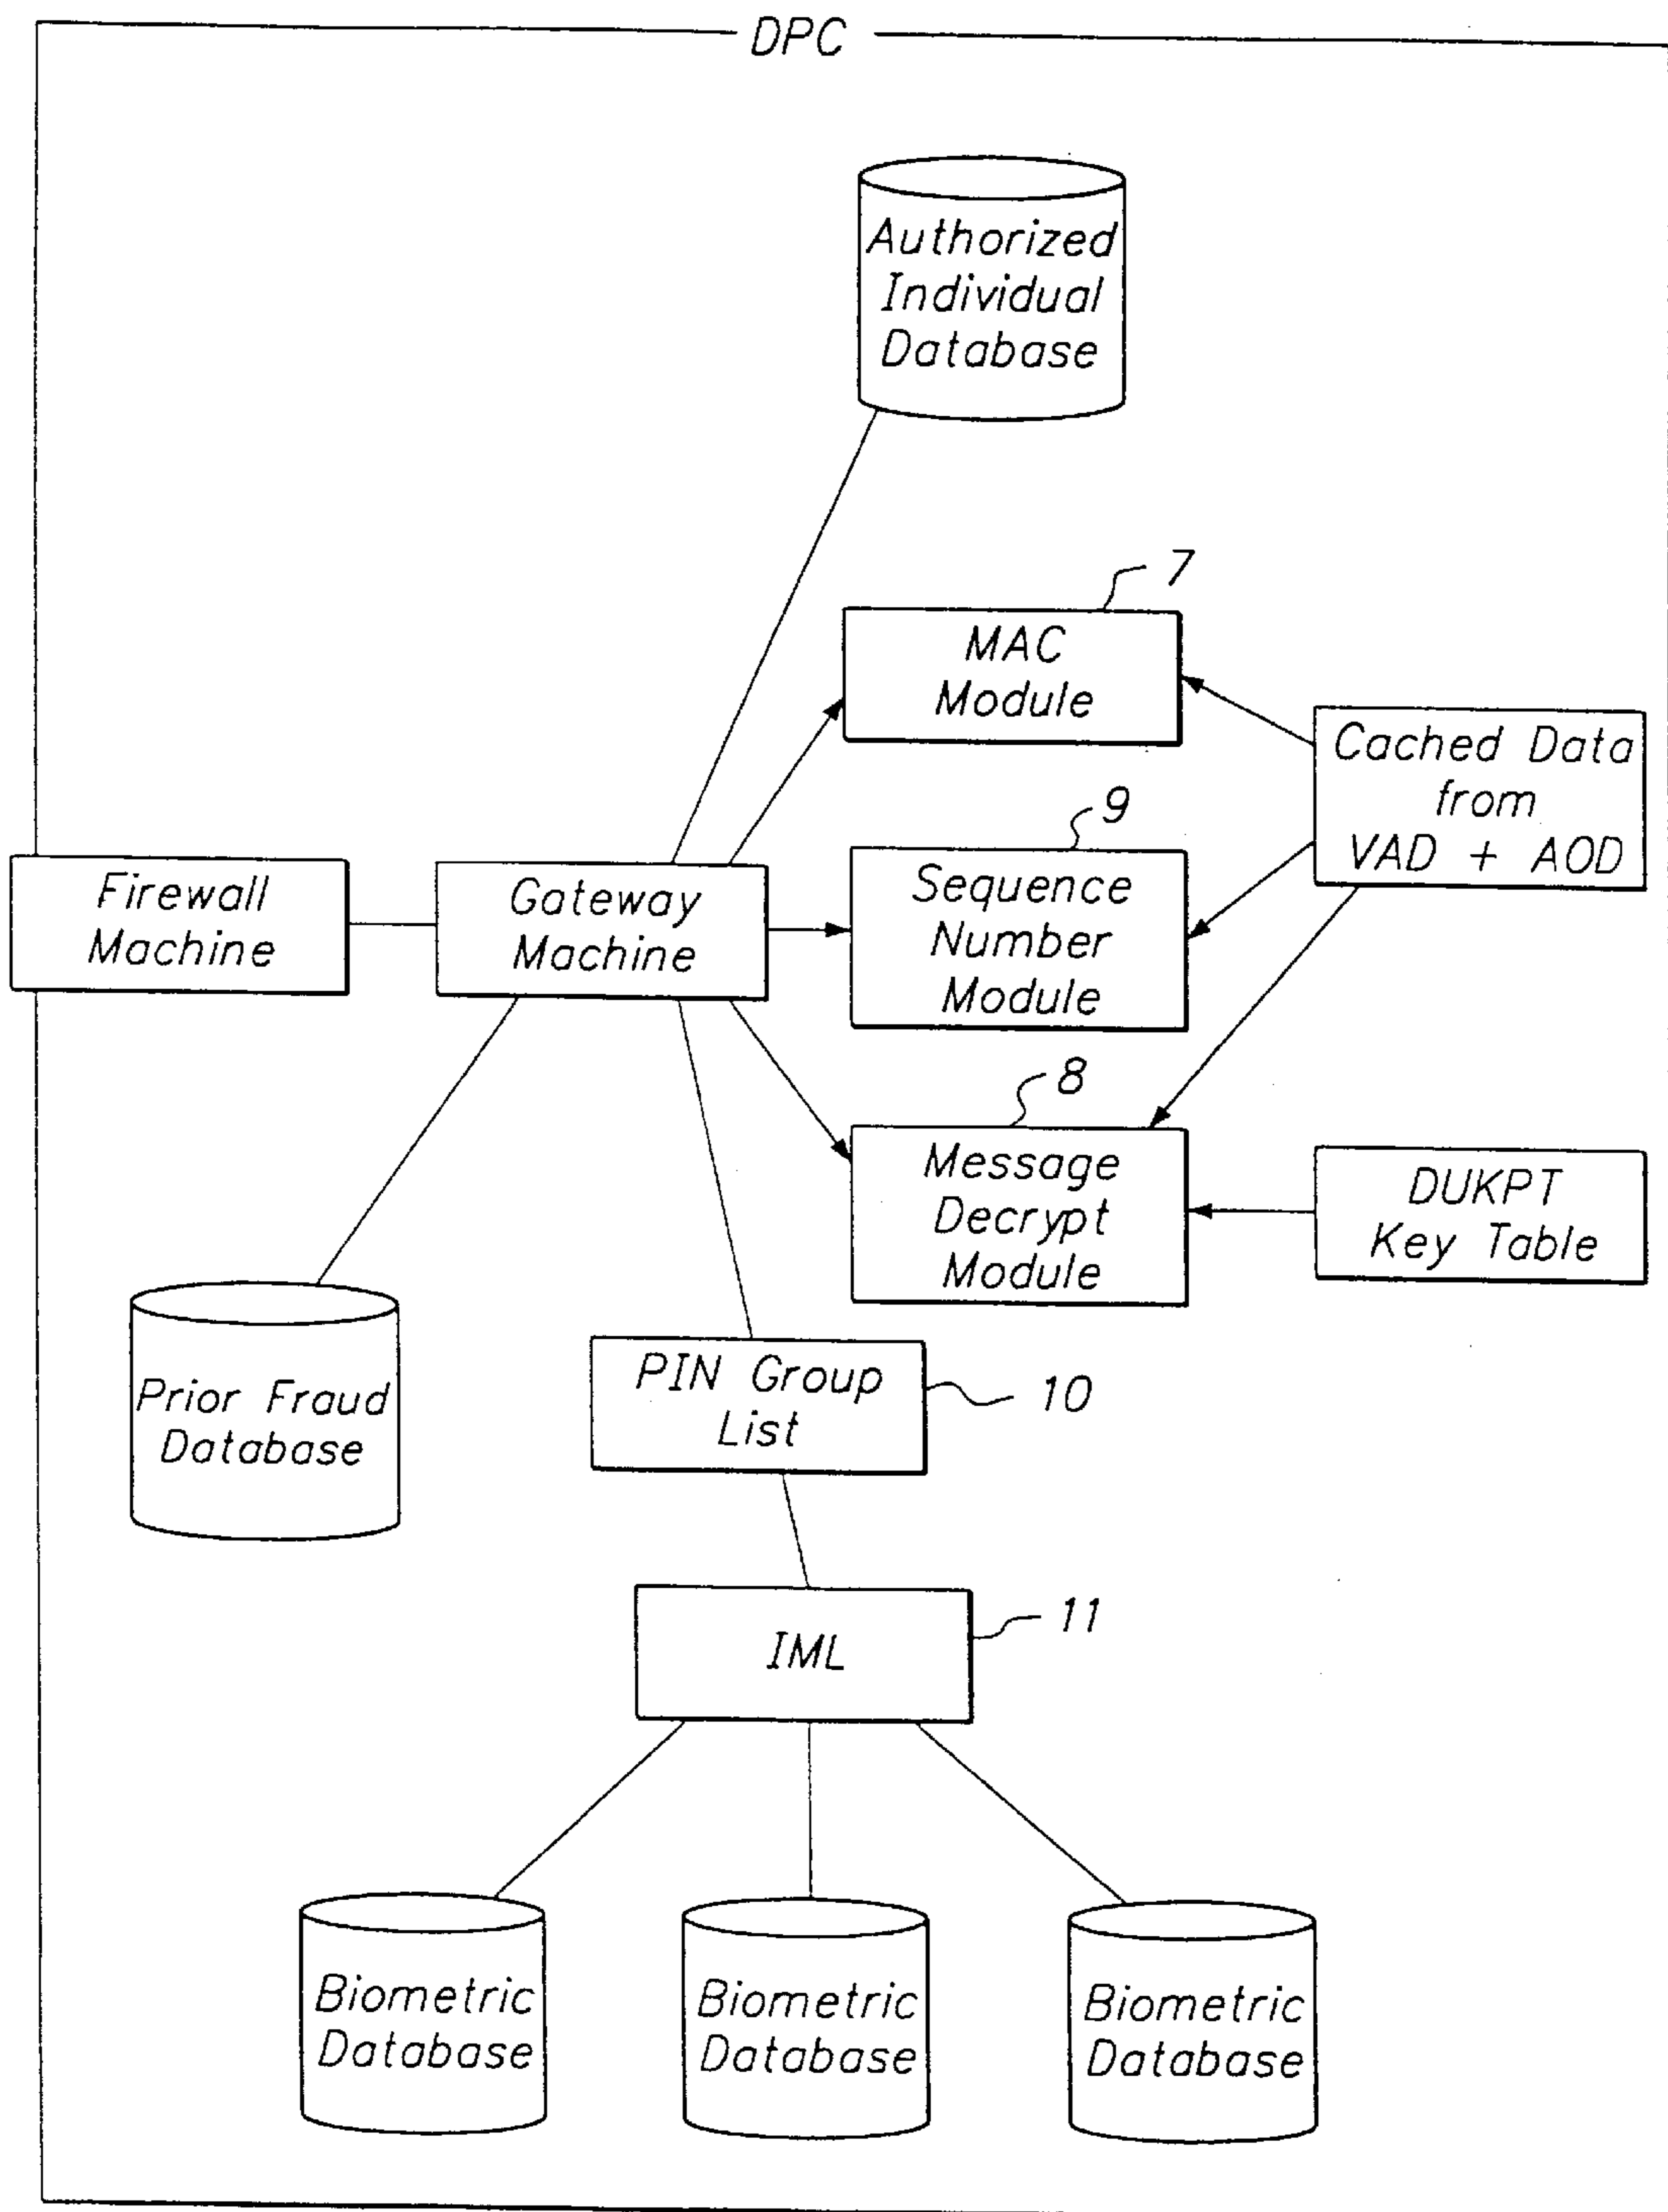 DPC
Authorized
Individual
Database
7
MAC
Module
Cached Data
from
VAD + AOD
9
Sequence
Number
Module
Firewall
Machine
Gateway
Machine
8
Message
Decrypt
Module
DUKPT
Key Table
Prior Fraud
Database
PIN Group
List
10
IML
11
Biometric
Database
Biometric
Database
Biometric
Database